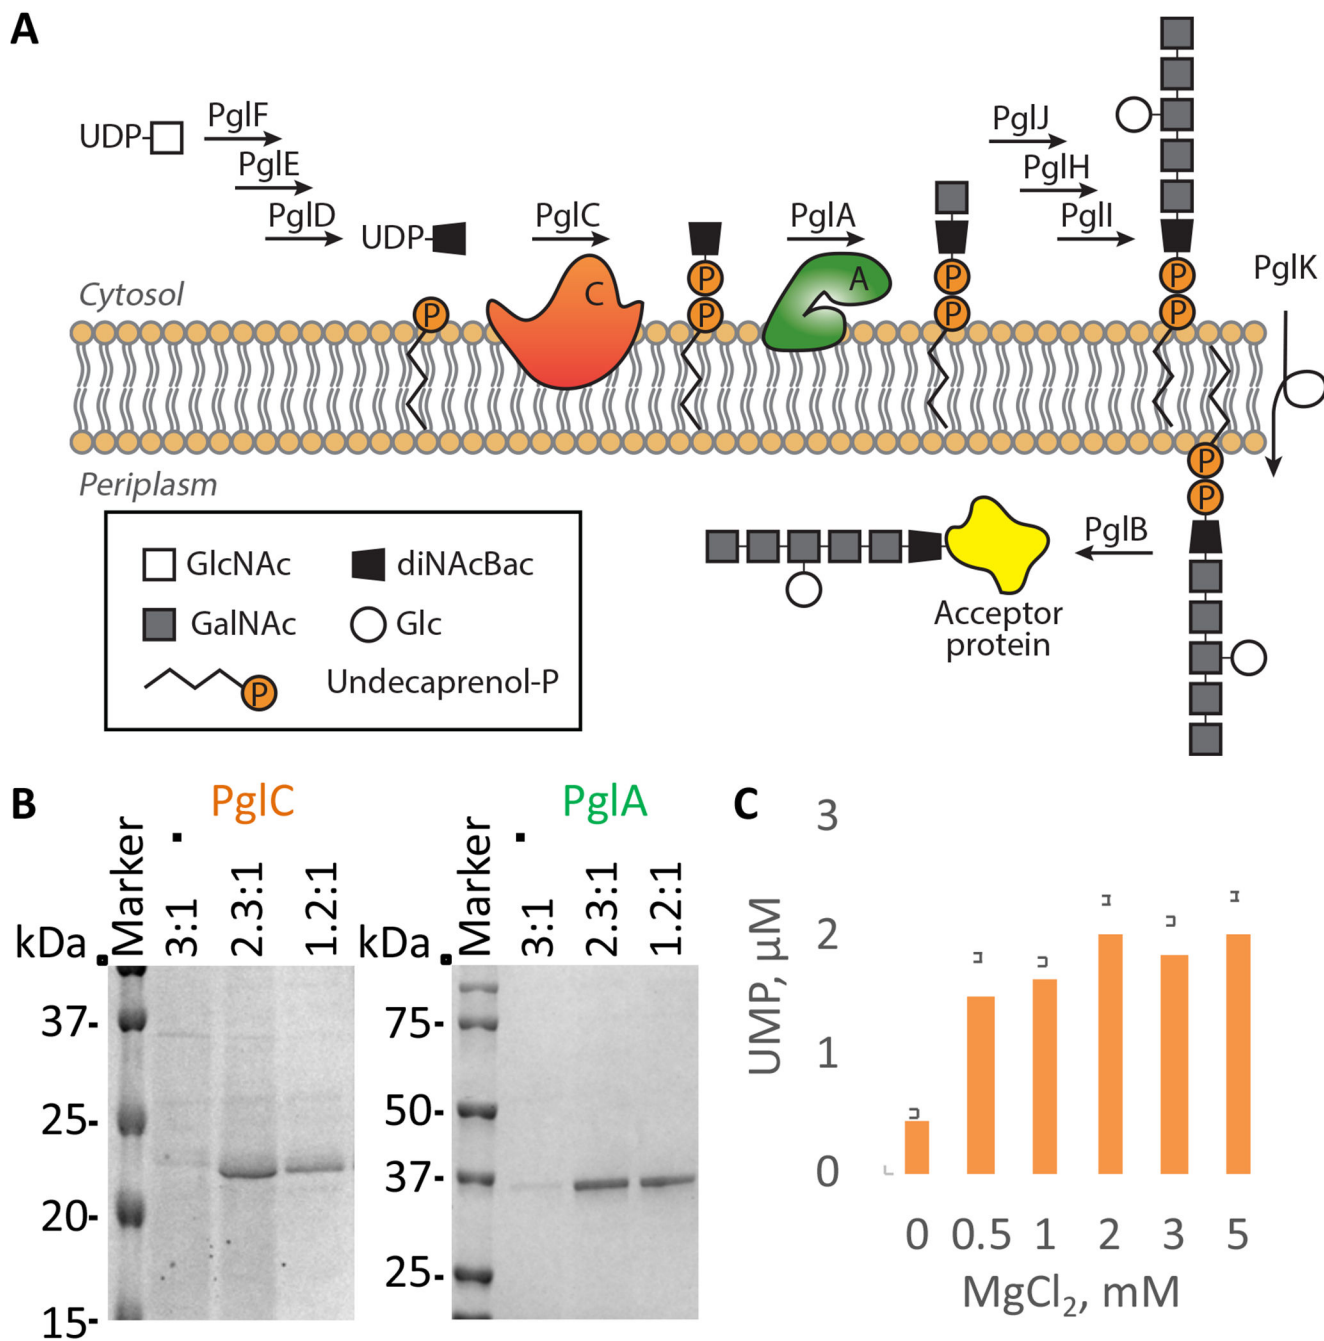 A
UDP
PglF
PglE
PglD
UDP
PglC
PglA
PglJ
PglH
PglI
PglK
C
A
P
P
P
P
P
P
P
Cytosol
Periplasm
P
P
PglB
Acceptor
protein
GlcNAc
diNAcBac
GalNAc
Glc
P
Undecaprenol-P
B
PglC
kDa
Marker
3:1
2.3:1
1.2:1
37-
25-
20-
15-
PglA
kDa
Marker
3:1
2.3:1
1.2:1
75-
50-
37-
25-
C
3
2
1
0
UMP, μM
0 0.5 1 2 3 5
MgCl₂, mM